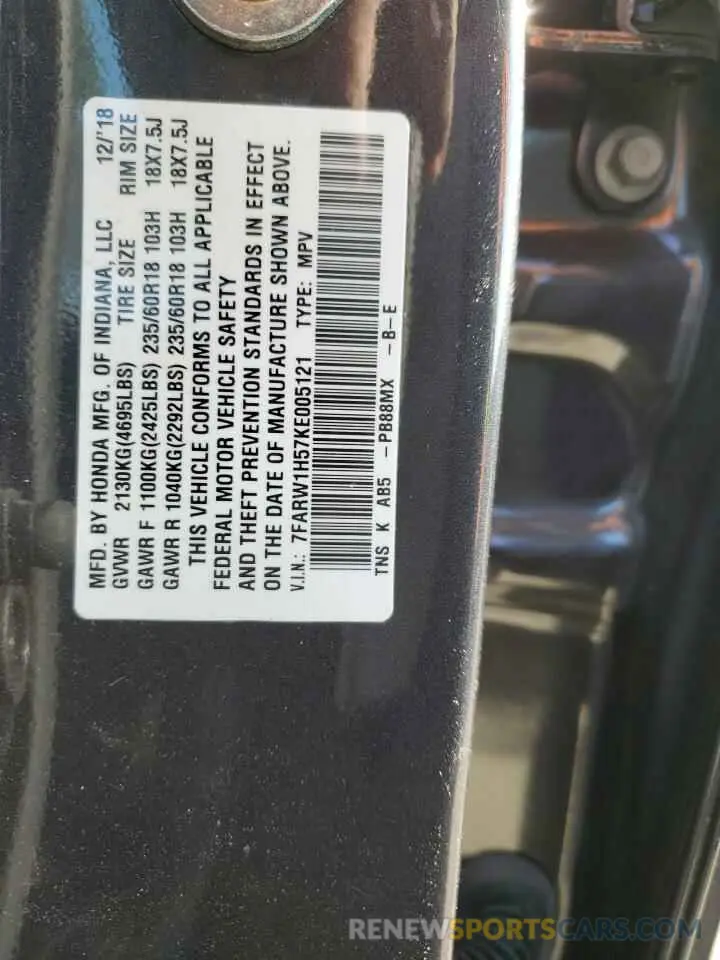 MFD. BY HONDA MFG. OF INDIANA, LLC 12/'18
GVWR 2130KG(4695LBS) TIRE SIZE RIM SIZE
GAWR F 1100KG(2425LBS) 235/60R18 103H 18X7.5J
GAWR R 1040KG(2292LBS) 235/60R18 103H 18X7.5J
THIS VEHICLE CONFORMS TO ALL APPLICABLE
FEDERAL MOTOR VEHICLE SAFETY
AND THEFT PREVENTION STANDARDS IN EFFECT
ON THE DATE OF MANUFACTURE SHOWN ABOVE.
V.I.N.: 7FARW1H57KE005121 TYPE: MPV
TNS K AB5 -PB88MX -B-E
RENEWSPORTSCARS.COM